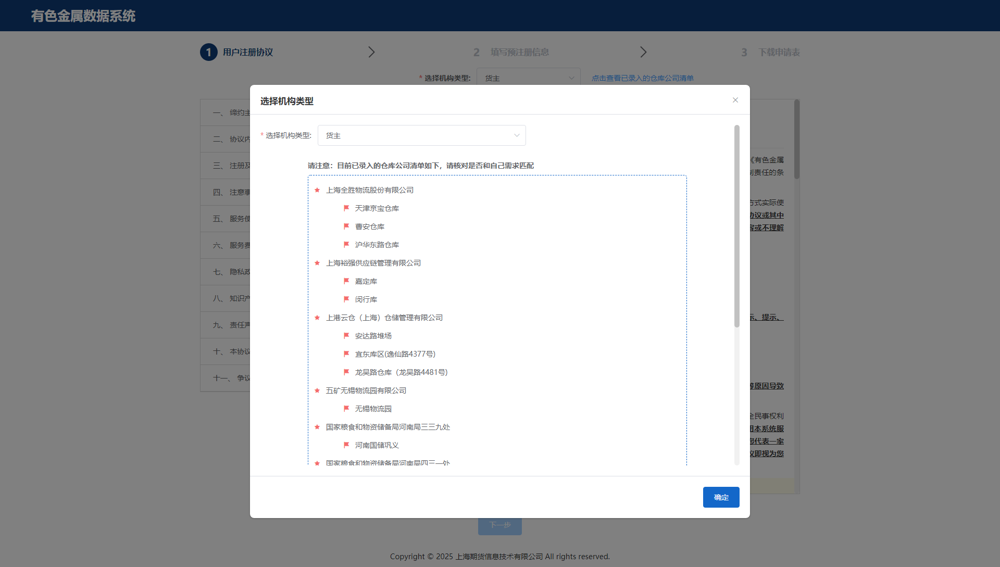 有色金属数据系统
1 用户注册协议
2 填写预注册信息
3 下载申请表
* 选择机构类型: 货主 点击查看已录入的仓库公司清单
选择机构类型
* 选择机构类型: 货主
请注意：目前已录入的仓库公司清单如下，请核对是否和自己需求匹配
上海全胜物流股份有限公司
天津京宝仓库
曹安仓库
沪华东路仓库
上海裕强供应链管理有限公司
嘉定库
闵行库
上港云仓（上海）仓储管理有限公司
安达路堆场
宜东库区(逸仙路4377号)
龙吴路仓库（龙吴路4481号)
五矿无锡物流园有限公司
无锡物流园
国家粮食和物资储备局河南局三三九处
河南国储巩义
国家粮食和物资储备局河南局四三一处
确定
一、 缔约主
二、 协议内
三、 注册及
四、 注意事
五、 服务使
六、 服务费
七、 隐私政
八、 知识产
九、 责任声
十、 本协议
十一、 争议
《有色金属
制责任的条
方式实际使
协议或其中
容或不理解
示、提示、
等原因导致
全民事权利
用本系统服
您代表一家
议即视为您
下一步
Copyright © 2025 上海期货信息技术有限公司 All rights reserved.